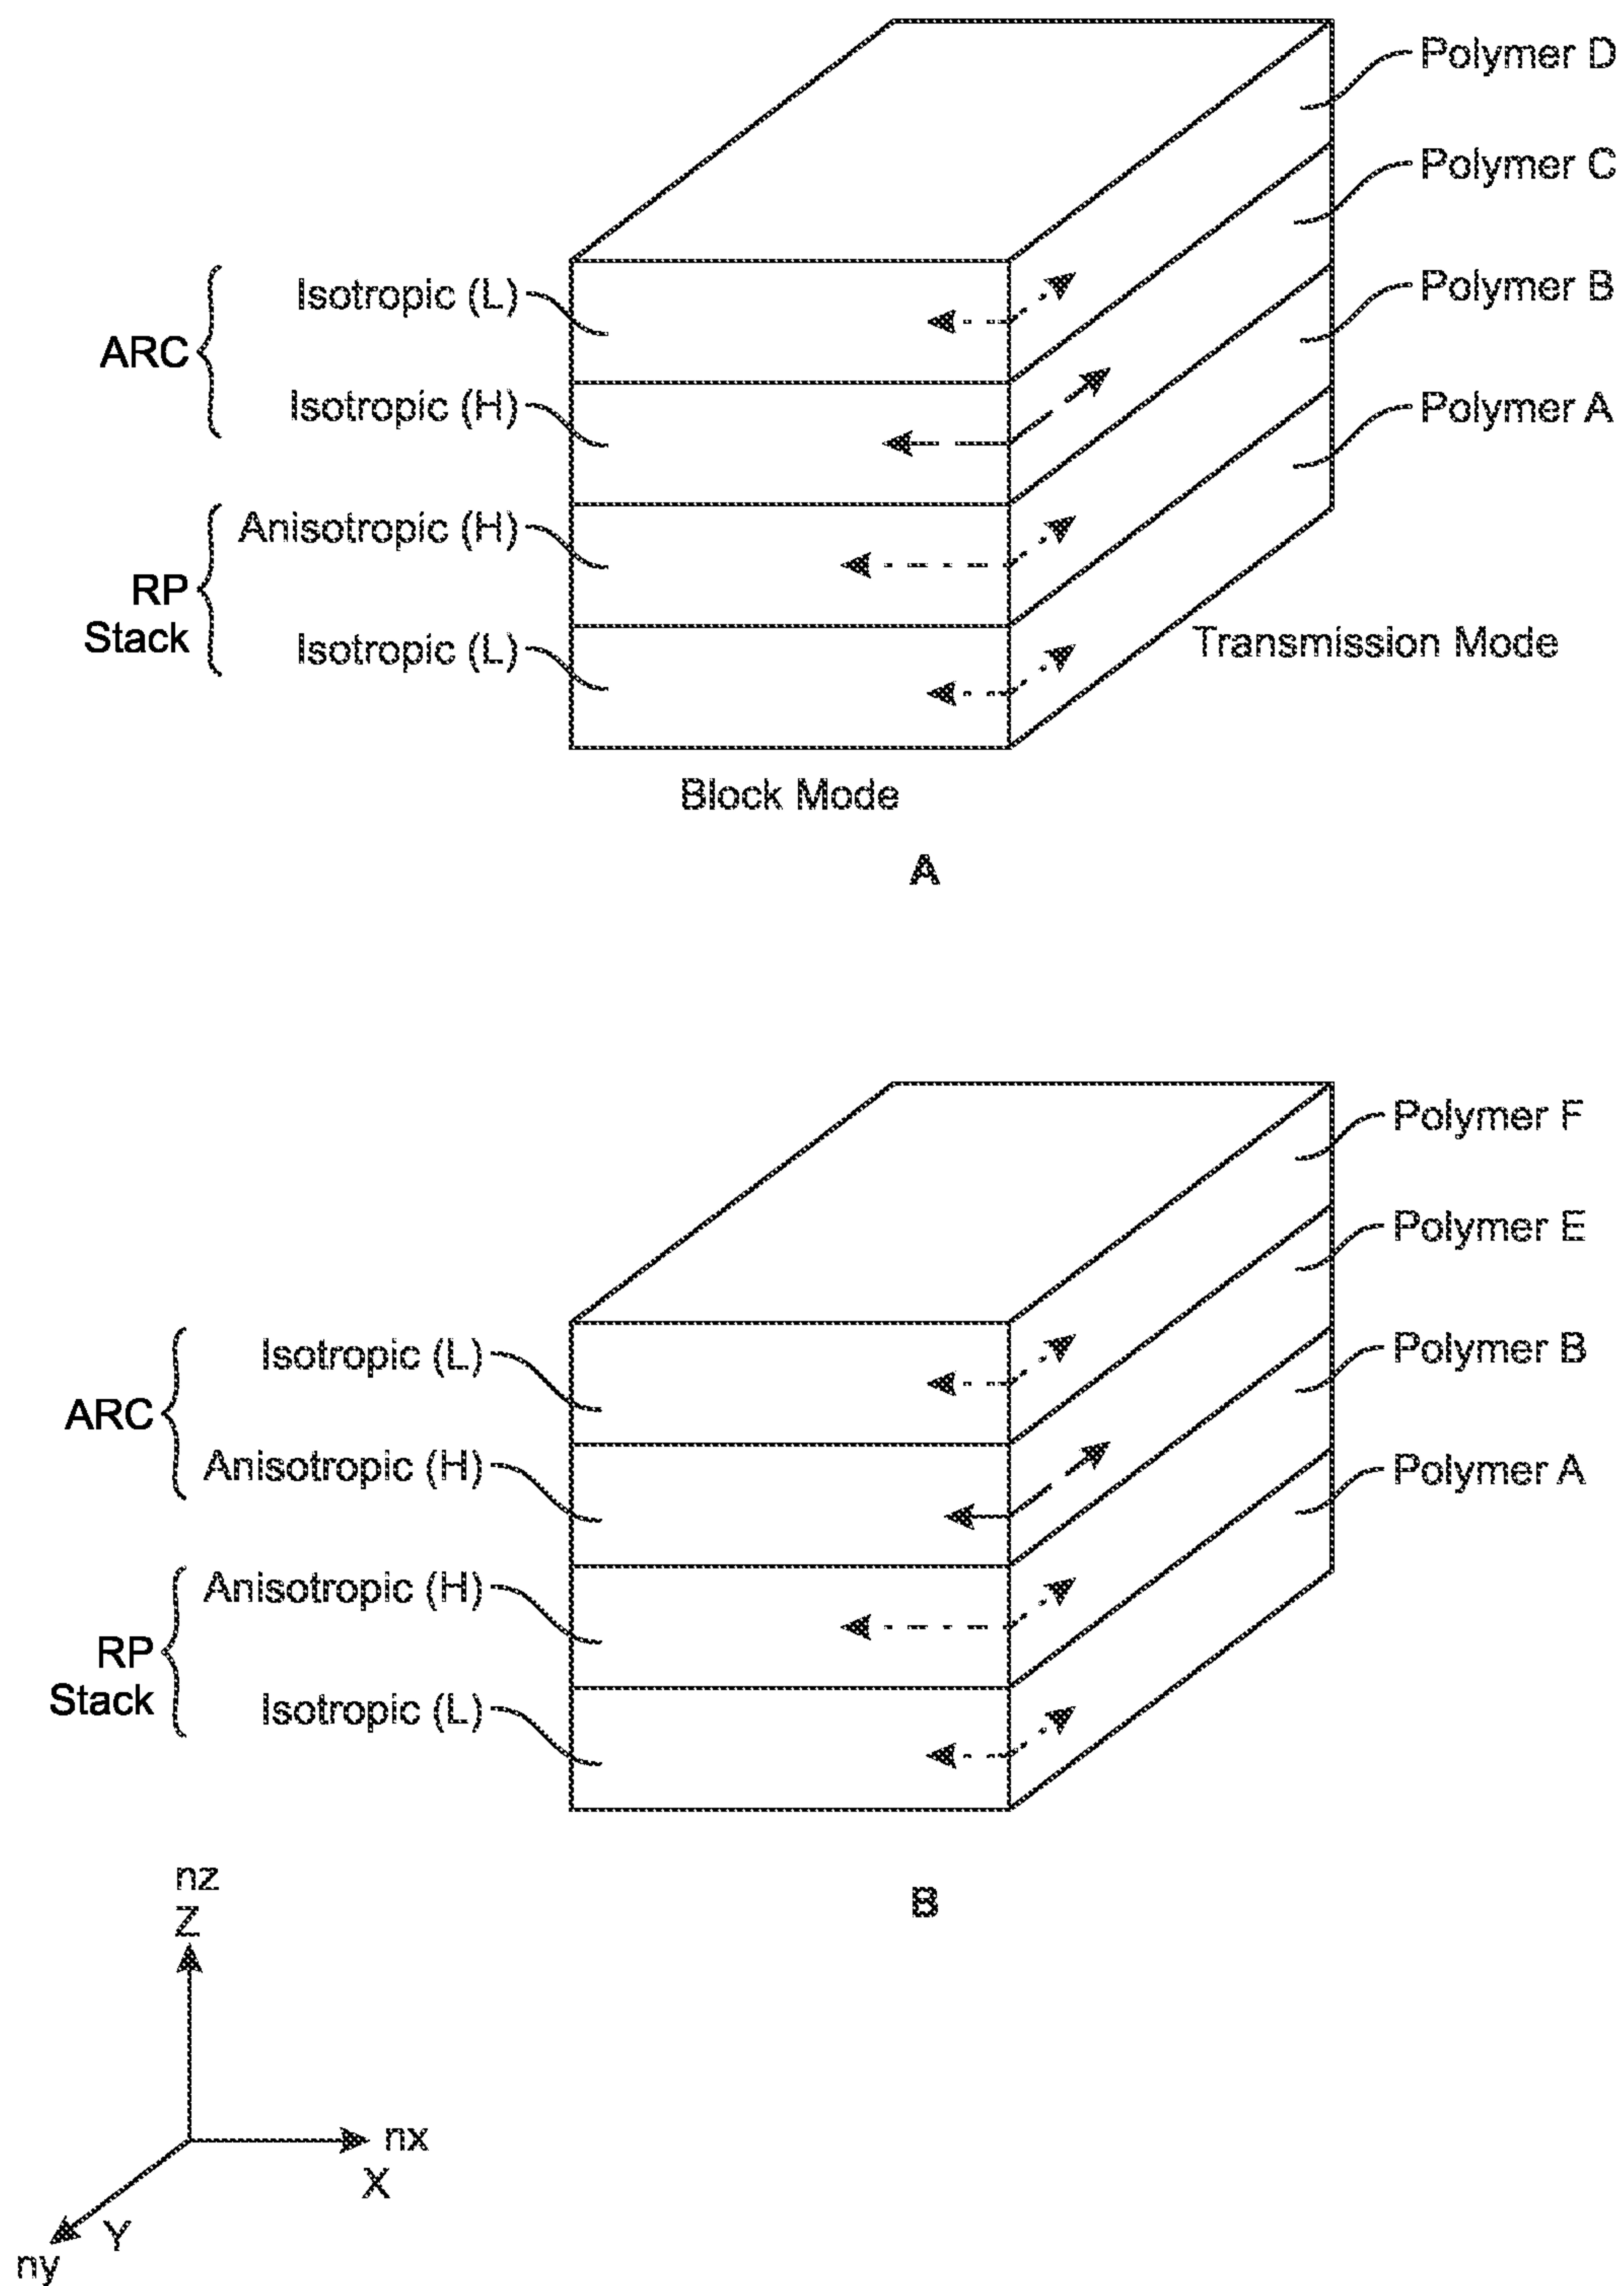 Polymer D
Polymer C
Isotropic (L)
Polymer B
ARC
Isotropic (H)
Polymer A
Anisotropic (H)
RP
Stack
Isotropic (L)
Transmission Mode
Block Mode
A
Polymer F
Polymer E
Isotropic (L)
Polymer B
ARC
Anisotropic (H)
Polymer A
Anisotropic (H)
RP
Stack
Isotropic (L)
B
nz
Z
nx
X
Y
ny